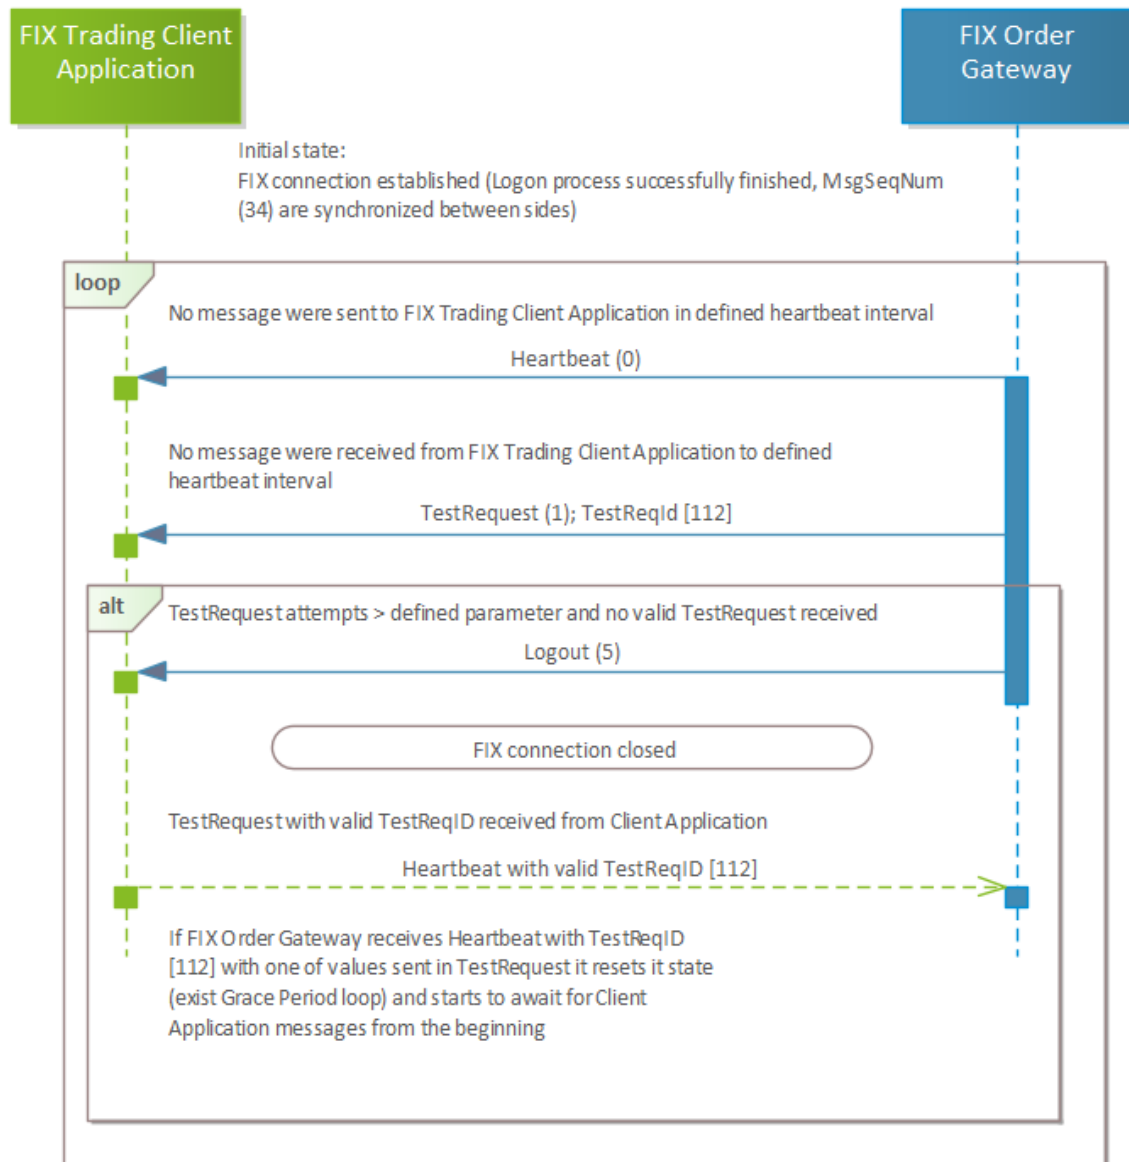 FIX Trading Client
Application
FIX Order
Gateway
Initial state:
FIX connection established (Logon process successfully finished, MsgSeqNum
(34) are synchronized between sides)
loop
No message were sent to FIX Trading Client Application in defined heartbeat interval
Heartbeat (0)
No message were received from FIX Trading Client Application to defined
heartbeat interval
TestRequest (1); TestReqId [112]
alt
TestRequest attempts > defined parameter and no valid TestRequest received
Logout (5)
FIX connection closed
TestRequest with valid TestReqID received from Client Application
Heartbeat with valid TestReqID [112]
If FIX Order Gateway receives Heartbeat with TestReqID
[112] with one of values sent in TestRequest it resets it state
(exist Grace Period loop) and starts to await for Client
Application messages from the beginning